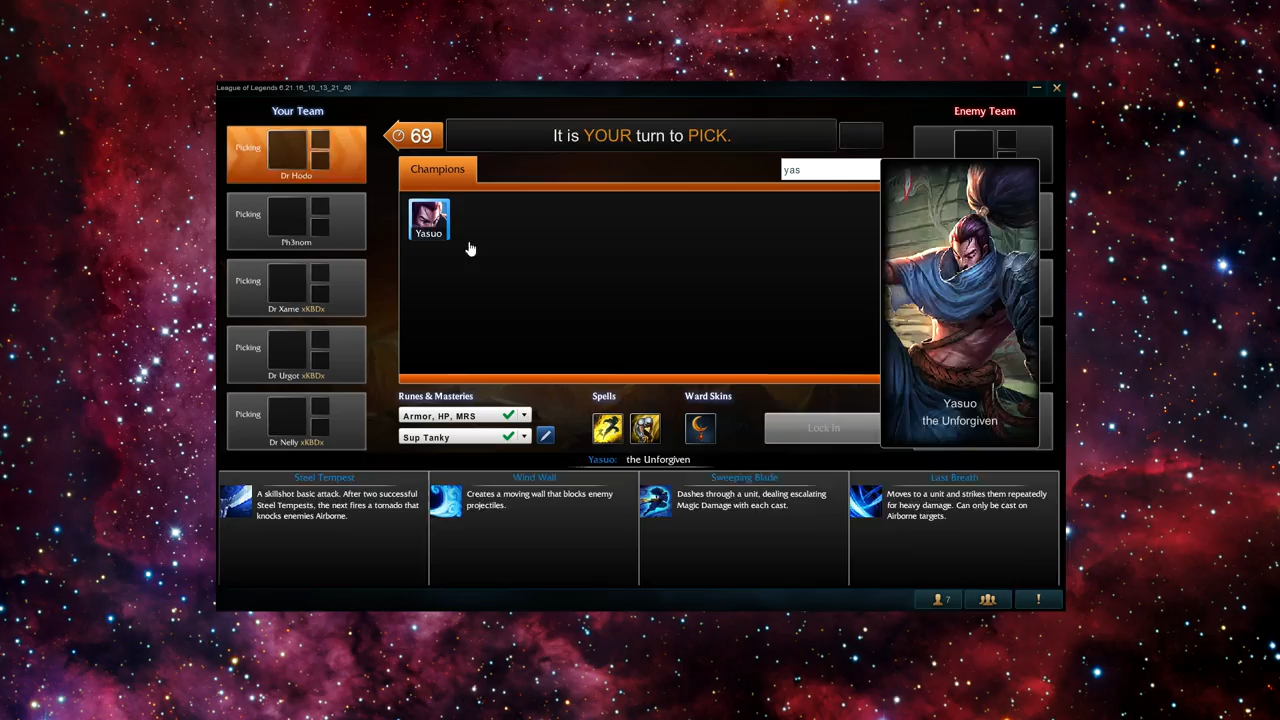 League of Legends 6.21.16_10_13_21_40
Your Team
Enemy Team
69
It is YOUR turn to PICK.
Picking
Dr Hodo
Champions
yas
Yasuo
Picking
Ph3nom
Picking
Dr Xame xKBDx
Picking
Dr Urgot xKBDx
Picking
Dr Nelly xKBDx
Yasuo
the Unforgiven
Runes & Masteries
Spells
Ward Skins
Armor, HP, MRS
Sup Tanky
Lock in
Yasuo: the Unforgiven
Steel Tempest
A skillshot basic attack. After two successful
Steel Tempests, the next fires a tornado that
knocks enemies Airborne.
Wind Wall
Creates a moving wall that blocks enemy
projectiles.
Sweeping Blade
Dashes through a unit, dealing escalating
Magic Damage with each cast.
Last Breath
Moves to a unit and strikes them repeatedly
for heavy damage. Can only be cast on
Airborne targets.
7
!